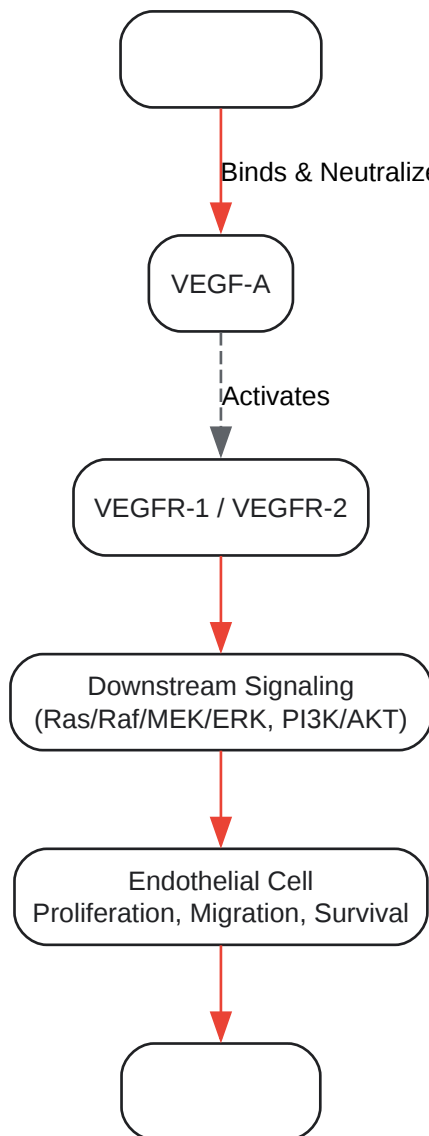 Binds & Neutralize
VEGF-A
Activates
VEGFR-1 / VEGFR-2
Downstream Signaling
(Ras/Raf/MEK/ERK, PI3K/AKT)
Endothelial Cell
Proliferation, Migration, Survival